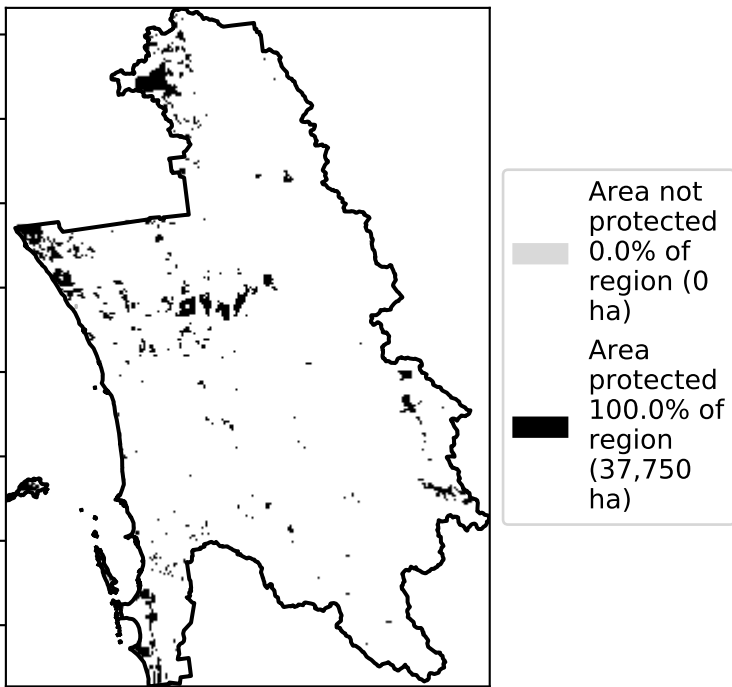 Area not
protected
0.0% of
region (0
ha)
Area
protected
100.0% of
region
(37,750
ha)